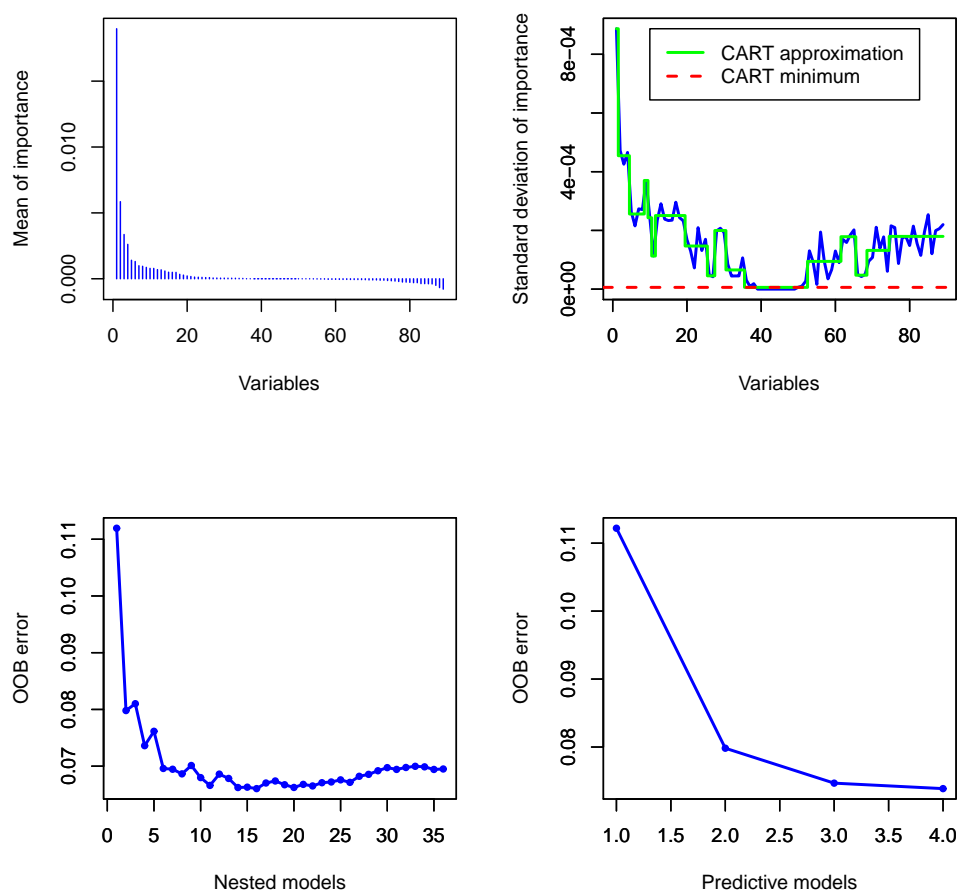 Mean of importance
0.000
0.010
0
20
40
60
80
Variables
Standard deviation of importance
0e+00
4e-04
8e-04
CART approximation
CART minimum
0
20
40
60
80
Variables
OOB error
0.07
0.08
0.09
0.10
0.11
0
5
10
15
20
25
30
35
Nested models
OOB error
0.08
0.09
0.10
0.11
1.0
1.5
2.0
2.5
3.0
3.5
4.0
Predictive models